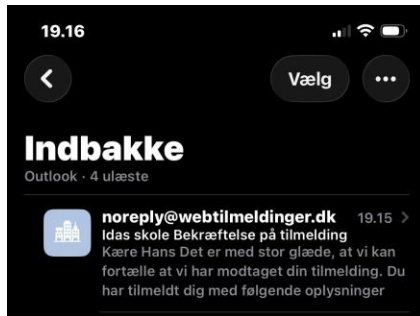 19.16
Vælg
Indbakke
Outlook · 4 ulæste
noreply@webtilmeldinger.dk 19.15
Idas skole Bekræftelse på tilmelding
Kære Hans Det er med stor glæde, at vi kan
fortælle at vi har modtaget din tilmelding. Du
har tilmeldt dig med følgende oplysninger